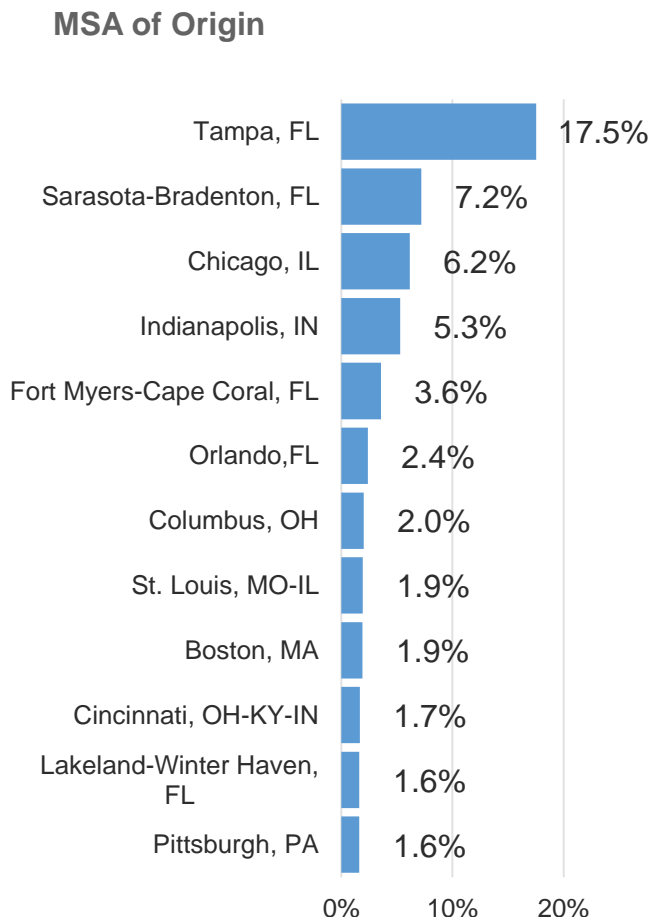 MSA of Origin
Tampa, FL 17.5%
Sarasota-Bradenton, FL 7.2%
Chicago, IL 6.2%
Indianapolis, IN 5.3%
Fort Myers-Cape Coral, FL 3.6%
Orlando,FL 2.4%
Columbus, OH 2.0%
St. Louis, MO-IL 1.9%
Boston, MA 1.9%
Cincinnati, OH-KY-IN 1.7%
Lakeland-Winter Haven,
FL 1.6%
Pittsburgh, PA 1.6%
0% 10% 20%